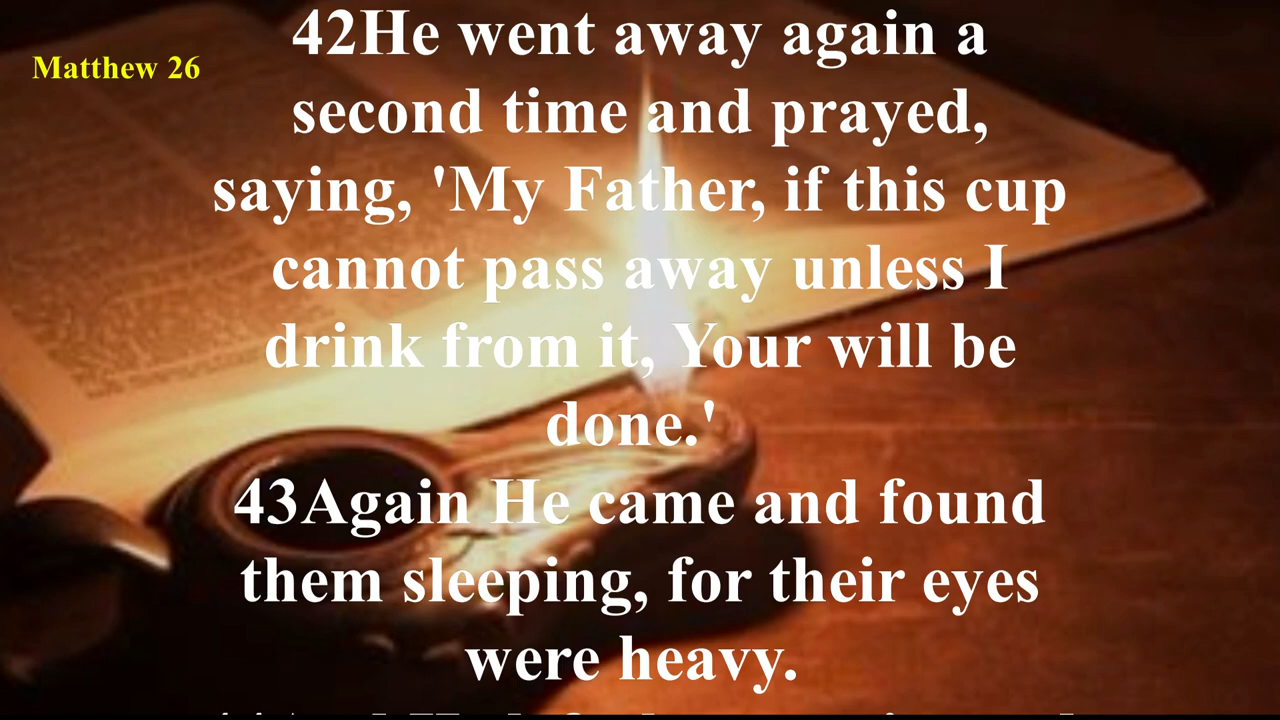 Matthew 26
42He went away again a
second time and prayed,
saying, 'My Father, if this cup
cannot pass away unless I
drink from it, Your will be
done.'
43Again He came and found
them sleeping, for their eyes
were heavy.